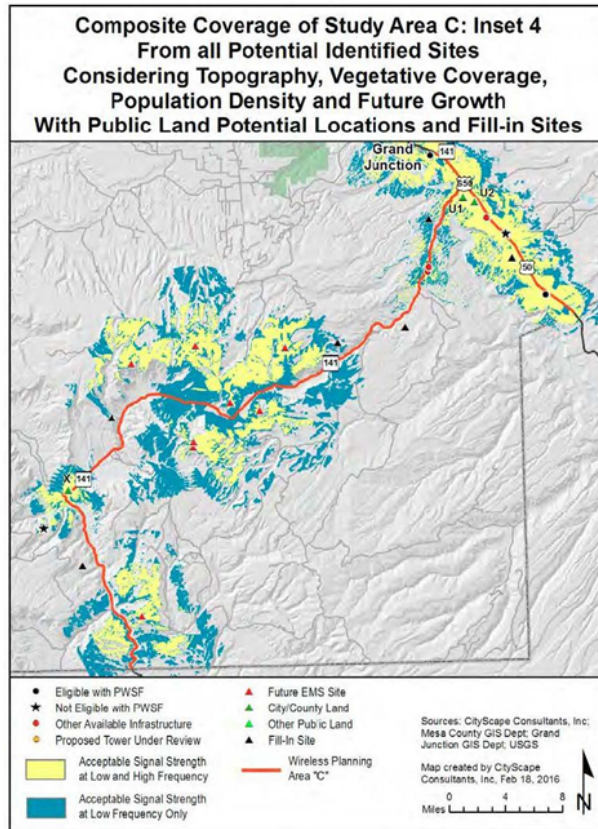 Composite Coverage of Study Area C: Inset 4
From all Potential Identified Sites
Considering Topography, Vegetative Coverage,
Population Density and Future Growth
With Public Land Potential Locations and Fill-in Sites
Grand
Junction
141
U2
U1
50
141
X
141
Eligible with PWSF
Not Eligible with PWSF
Other Available Infrastructure
Proposed Tower Under Review
Acceptable Signal Strength
at Low and High Frequency
Acceptable Signal Strength
at Low Frequency Only
Future EMS Site
City/County Land
Other Public Land
Fill-In Site
Wireless Planning
Area "C"
Sources: CityScape Consultants, Inc;
Mesa County GIS Dept; Grand
Junction GIS Dept; USGS
Map created by CityScape
Consultants, Inc, Feb 18, 2016
0 4 8
Miles
N